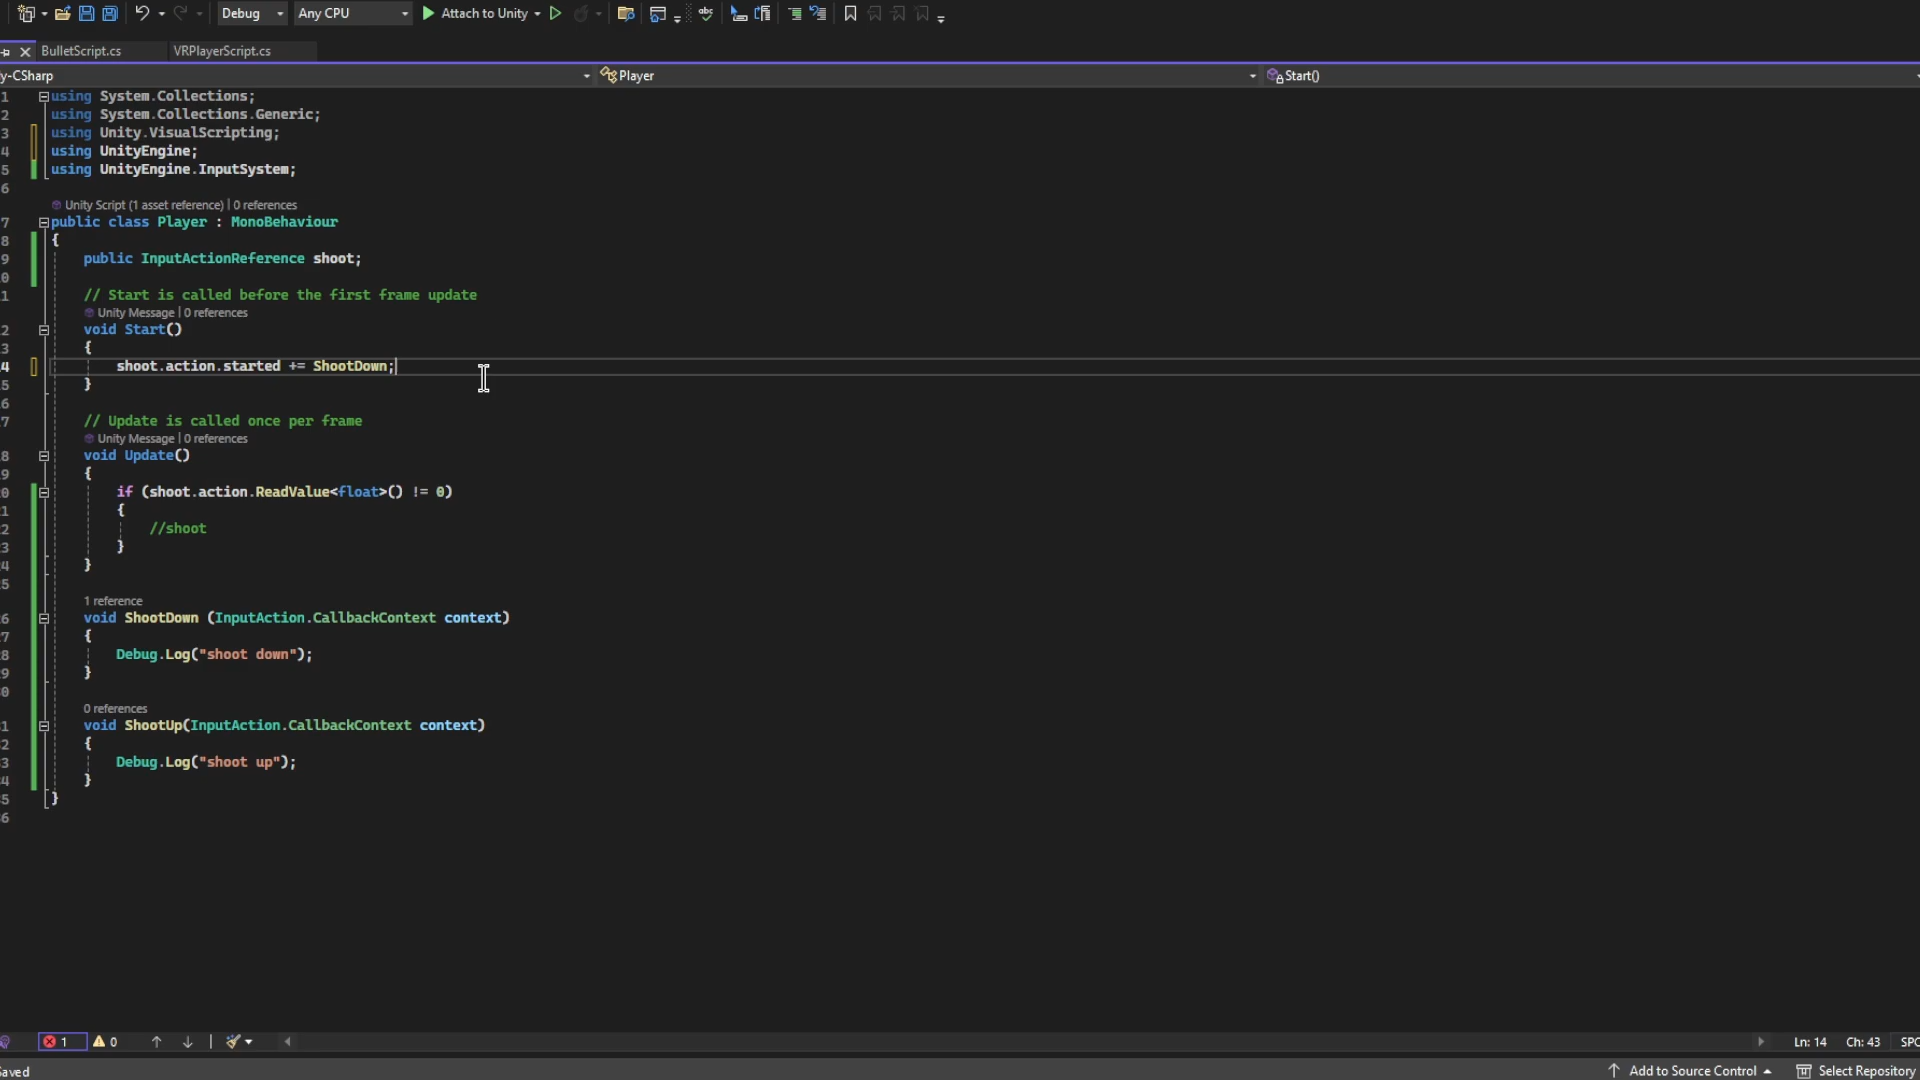 Debug Any CPU Attach to Unity
BulletScript.cs VRPlayerScript.cs
y-CSharp Player Start()
1 using System.Collections;
2 using System.Collections.Generic;
3 using Unity.VisualScripting;
4 using UnityEngine;
5 using UnityEngine.InputSystem;
6
Unity Script (1 asset reference) | 0 references
7 public class Player : MonoBehaviour
8 {
9 public InputActionReference shoot;
0
1 // Start is called before the first frame update
Unity Message | 0 references
2 void Start()
3 {
4 shoot.action.started += ShootDown;
5 }
6
7 // Update is called once per frame
Unity Message | 0 references
8 void Update()
9 {
0 if (shoot.action.ReadValue<float>() != 0)
1 {
2 //shoot
3 }
4 }
5
1 reference
6 void ShootDown (InputAction.CallbackContext context)
7 {
8 Debug.Log("shoot down");
9 }
0
0 references
1 void ShootUp(InputAction.CallbackContext context)
2 {
3 Debug.Log("shoot up");
4 }
5 }
6
1 0 Ln: 14 Ch: 43 SPC
Saved Add to Source Control Select Repository